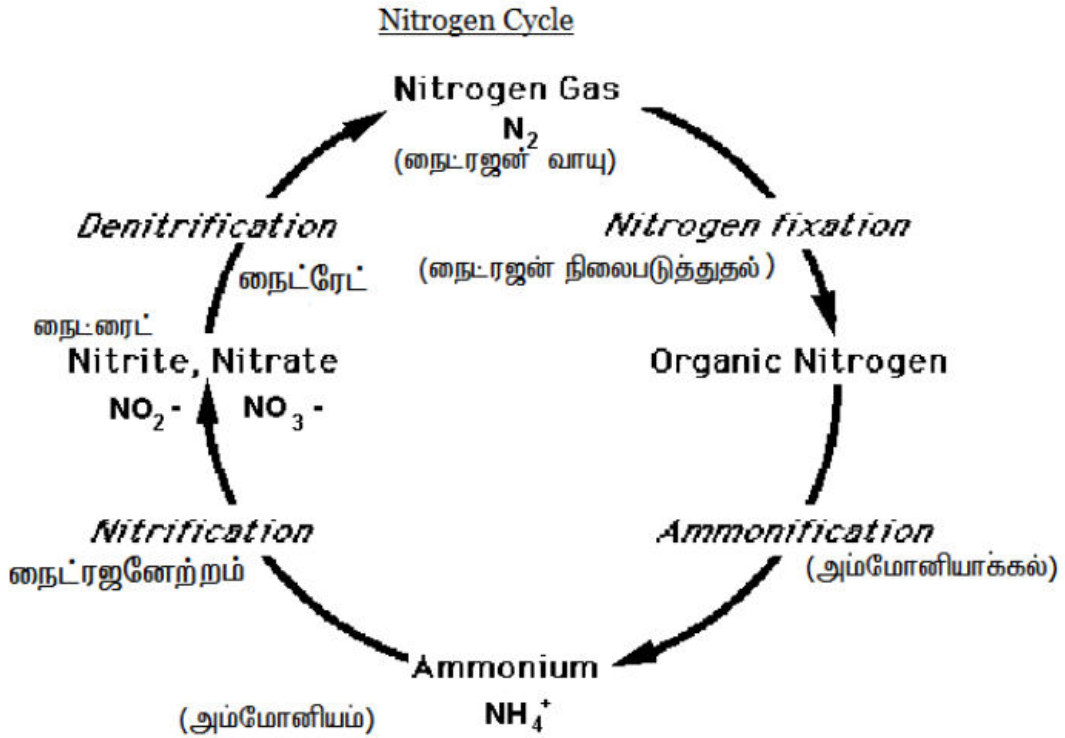 Nitrogen Cycle
Nitrogen Gas
N₂
(நைட்ரஜன் வாயு)
Denitrification
Nitrogen fixation
நைட்ரேட்
(நைட்ரஜன் நிலைபடுத்துதல் )
நைட்ரைட்
Nitrite, Nitrate
Organic Nitrogen
NO₂ - NO₃ -
Nitrification
Ammonification
நைட்ரஜனேற்றம்
(அம்மோனியாக்கல்)
Ammonium
(அம்மோனியம்)
NH₄⁺